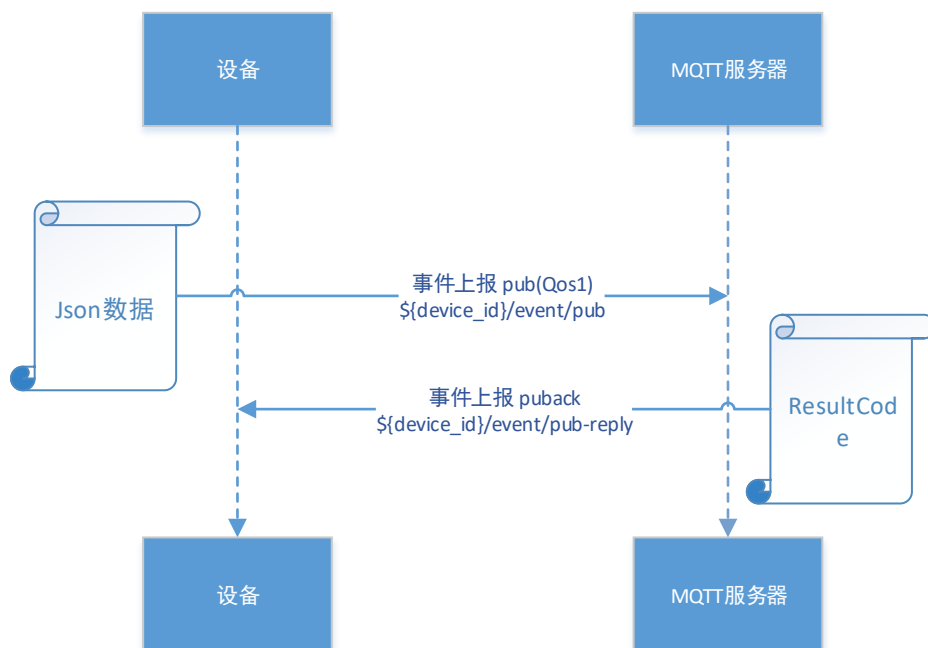 设备
MQTT服务器
Json数据
事件上报 pub(Qos1)
${device_id}/event/pub
事件上报 puback
${device_id}/event/pub-reply
ResultCod
e
设备
MQTT服务器